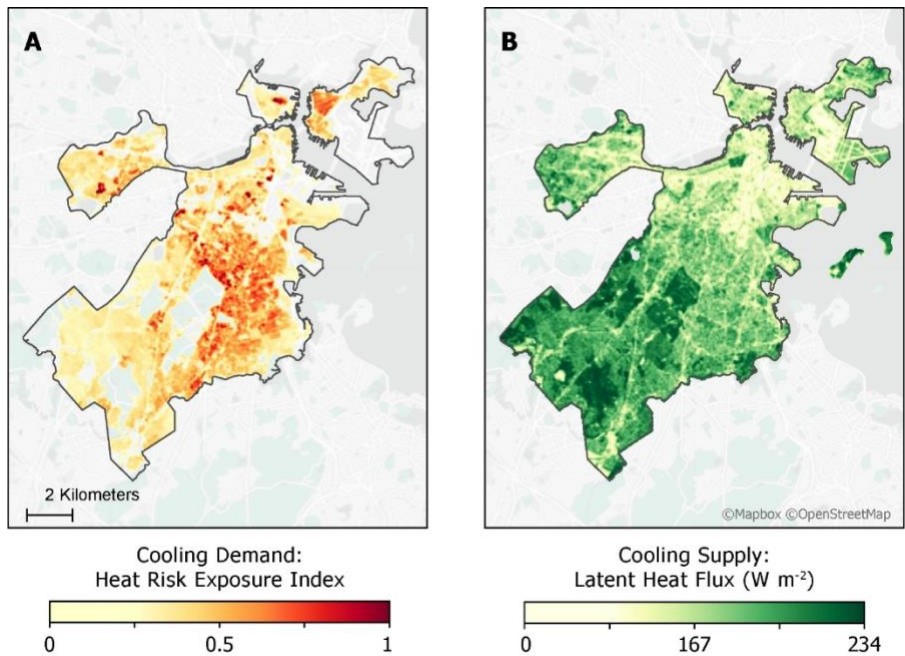 A
B
2 Kilometers
©Mapbox ©OpenStreetMap
Cooling Demand:
Heat Risk Exposure Index
0 0.5 1
Cooling Supply:
Latent Heat Flux (W m⁻²)
0 167 234